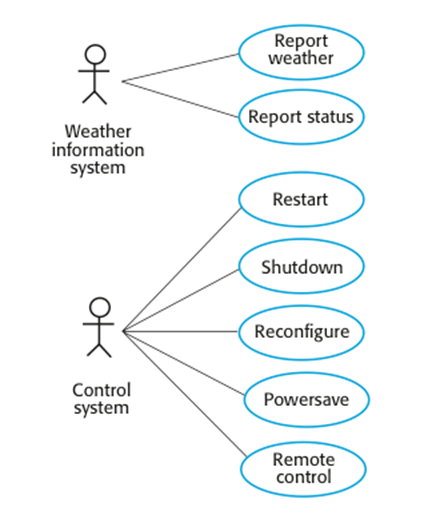 Report
weather
Report status
Weather
information
system
Restart
Shutdown
Reconfigure
Control
system
Powersave
Remote
control